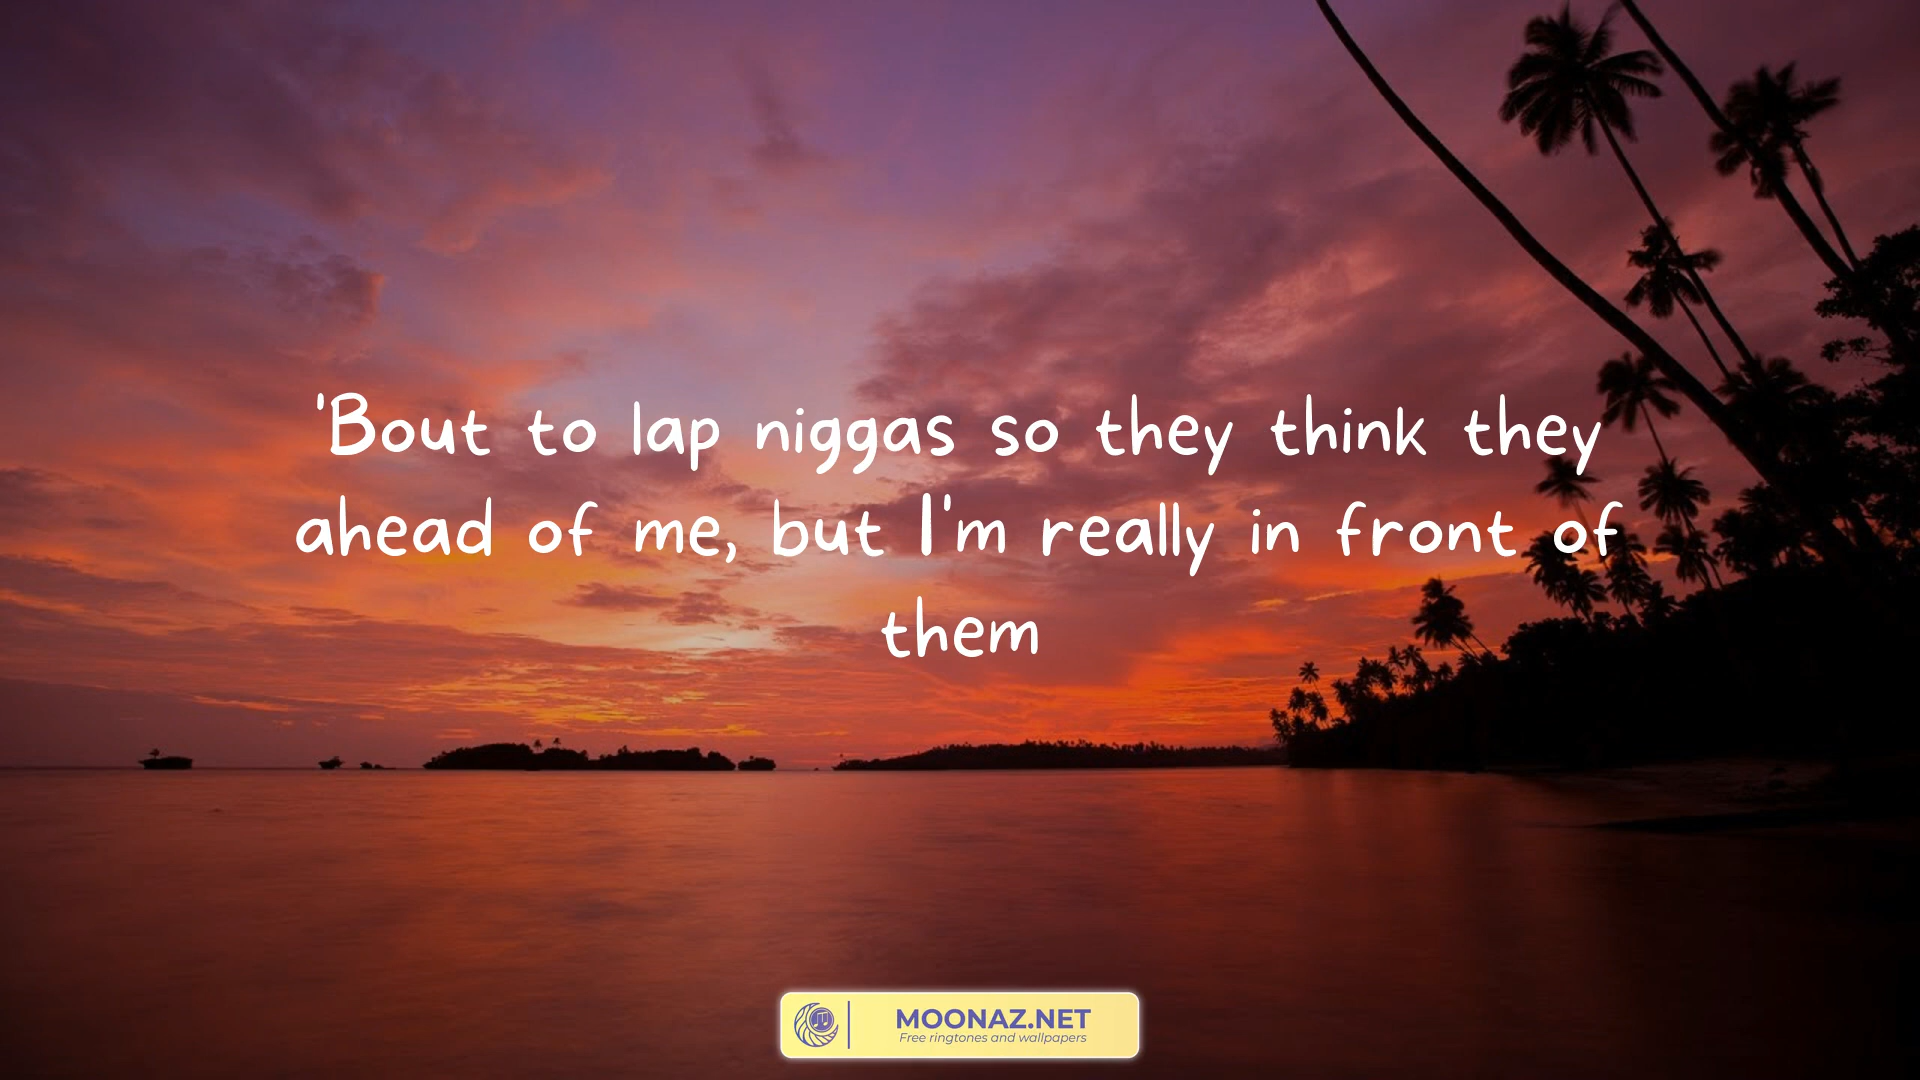 'Bout to lap niggas so they think they
ahead of me, but I'm really in front of
them
MOONAZ.NET
Free ringtones and wallpapers